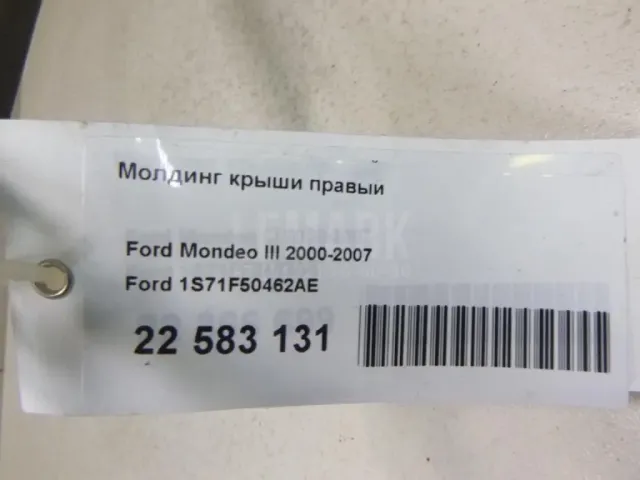 Молдинг крыши правый
Ford Mondeo III 2000-2007
Ford 1S71F50462AE
22 583 131